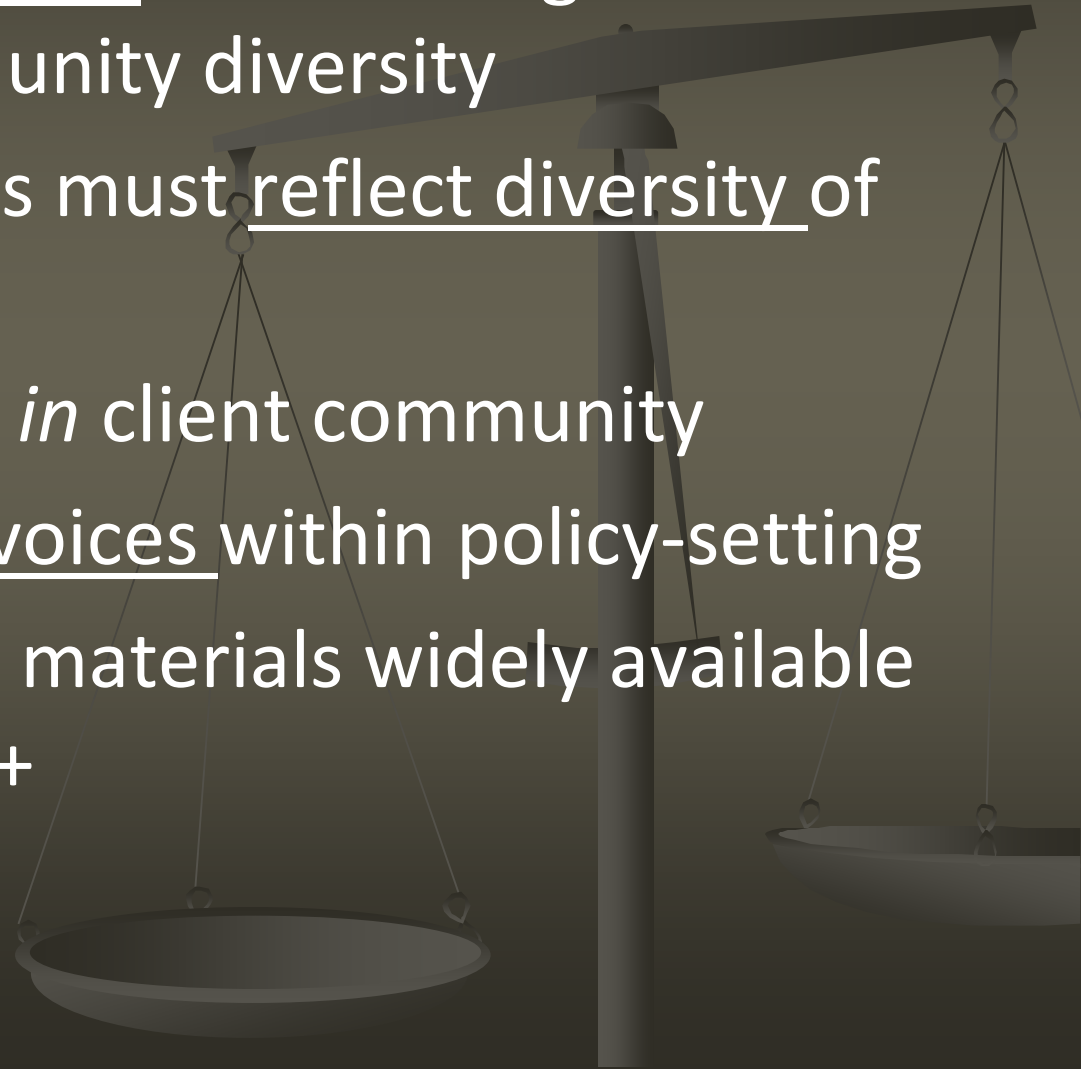 unity diversity
s must reflect diversity of
in client community
voices within policy-setting
materials widely available
+